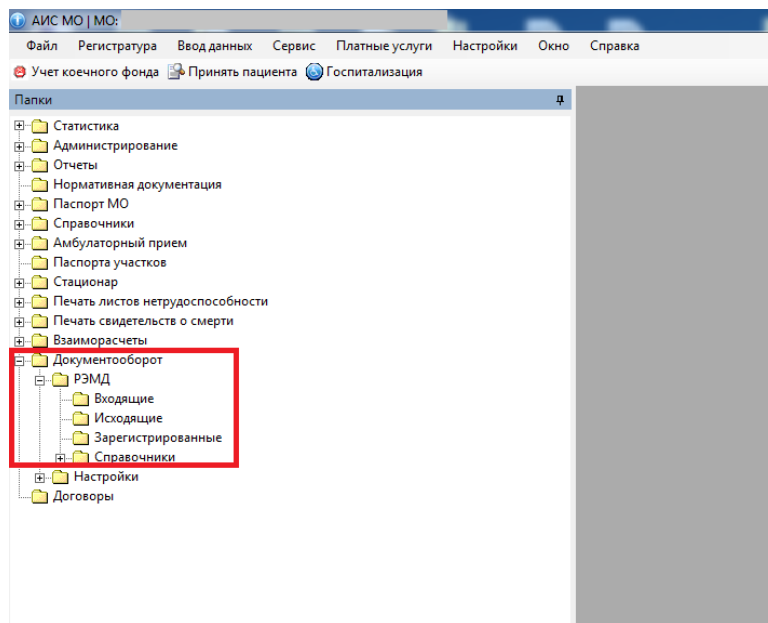 АИС МО | МО:
Файл Регистратура Ввод данных Сервис Платные услуги Настройки Окно Справка
Учет коечного фонда Принять пациента Госпитализация
Папки
Статистика
Администрирование
Отчеты
Нормативная документация
Паспорт МО
Справочники
Амбулаторный прием
Паспорта участков
Стационар
Печать листов нетрудоспособности
Печать свидетельств о смерти
Взаиморасчеты
Документооборот
РЭМД
Входящие
Исходящие
Зарегистрированные
Справочники
Настройки
Договоры